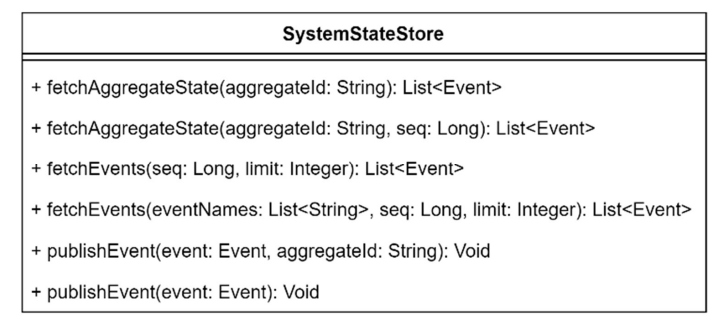 SystemStateStore
+ fetchAggregateState(aggregateId: String): List<Event>
+ fetchAggregateState(aggregateId: String, seq: Long): List<Event>
+ fetchEvents(seq: Long, limit: Integer): List<Event>
+ fetchEvents(eventNames: List<String>, seq: Long, limit: Integer): List<Event>
+ publishEvent(event: Event, aggregateId: String): Void
+ publishEvent(event: Event): Void